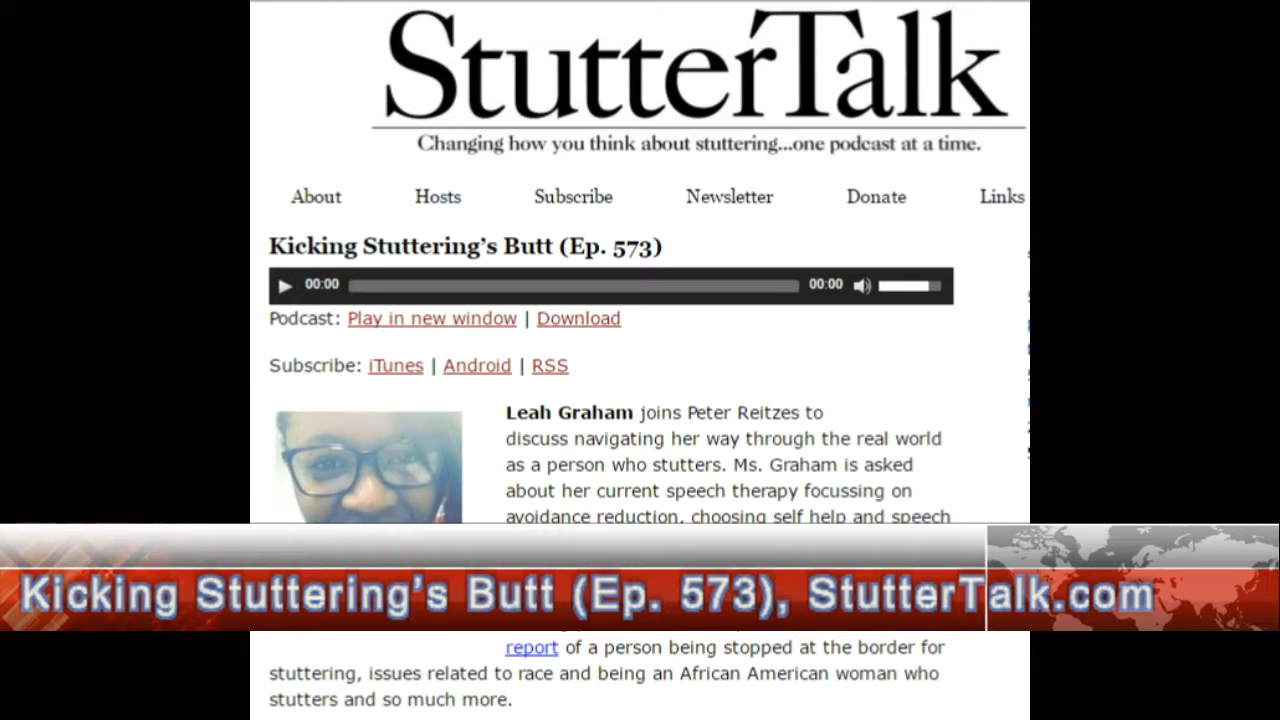 StutterTalk
Changing how you think about stuttering...one podcast at a time.
About Hosts Subscribe Newsletter Donate Links
Kicking Stuttering’s Butt (Ep. 573)
00:00 00:00
Podcast: Play in new window | Download
Subscribe: iTunes | Android | RSS
Leah Graham joins Peter Reitzes to
discuss navigating her way through the real world
as a person who stutters. Ms. Graham is asked
about her current speech therapy focussing on
avoidance reduction, choosing self help and speech
Kicking Stuttering’s Butt (Ep. 573), StutterTalk.com
report of a person being stopped at the border for
stuttering, issues related to race and being an African American woman who
stutters and so much more.